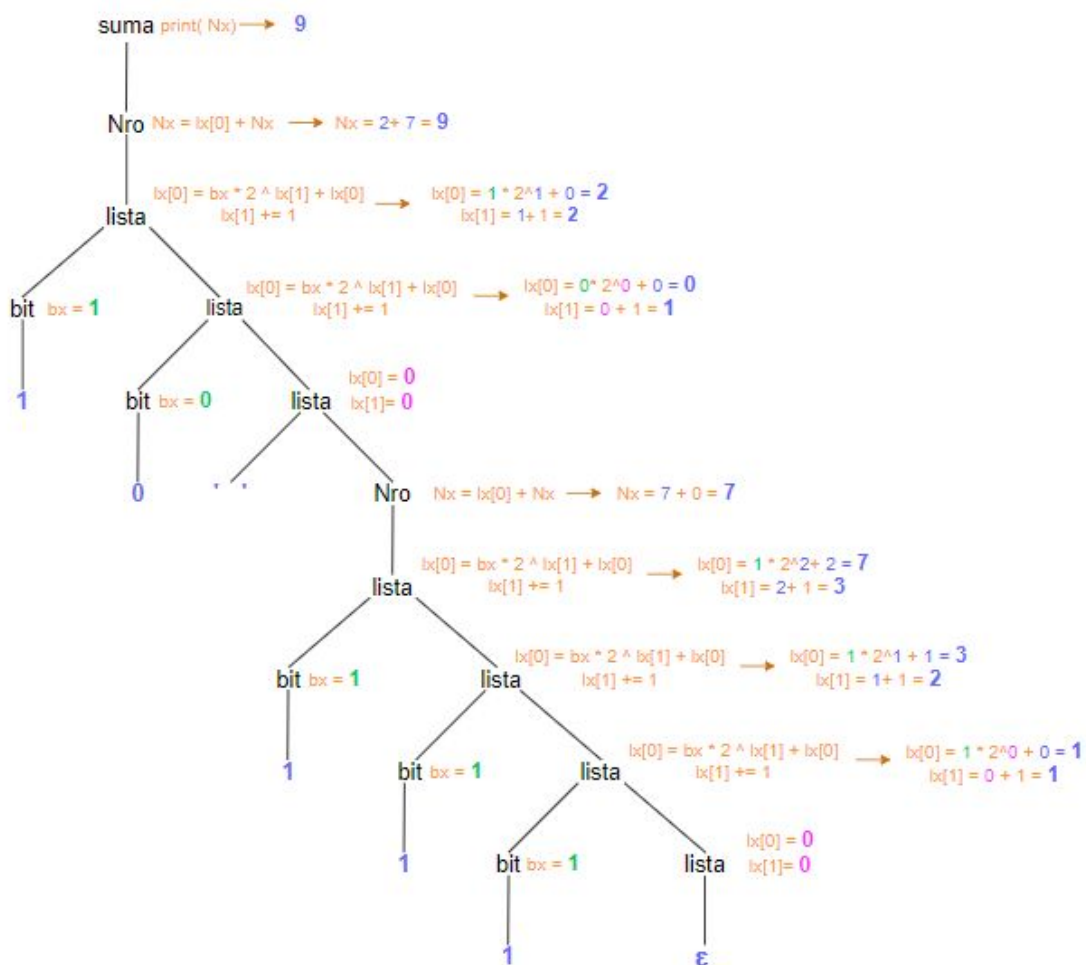 suma print( Nx) 9
Nro Nx = lx[0] + Nx Nx = 2+ 7 = 9
lx[0] = bx * 2 ^ lx[1] + lx[0] lx[0] = 1 * 2^1 + 0 = 2
lx[1] += 1 lx[1] = 1+ 1 = 2
lista
lx[0] = bx * 2 ^ lx[1] + lx[0] lx[0] = 0* 2^0 + 0 = 0
lx[1] += 1 lx[1] = 0 + 1 = 1
bit bx = 1 lista
lx[0] = 0
lx[1]= 0
1 bit bx = 0 lista
0 ' ' Nro Nx = lx[0] + Nx Nx = 7 + 0 = 7
lx[0] = bx * 2 ^ lx[1] + lx[0] lx[0] = 1 * 2^2+ 2 = 7
lx[1] += 1 lx[1] = 2+ 1 = 3
lista
lx[0] = bx * 2 ^ lx[1] + lx[0] lx[0] = 1 * 2^1 + 1 = 3
lx[1] += 1 lx[1] = 1+ 1 = 2
bit bx = 1 lista
lx[0] = bx * 2 ^ lx[1] + lx[0] lx[0] = 1 * 2^0 + 0 = 1
lx[1] += 1 lx[1] = 0 + 1 = 1
1 bit bx = 1 lista
lx[0] = 0
lx[1]= 0
1 bit bx = 1 lista
1 ε